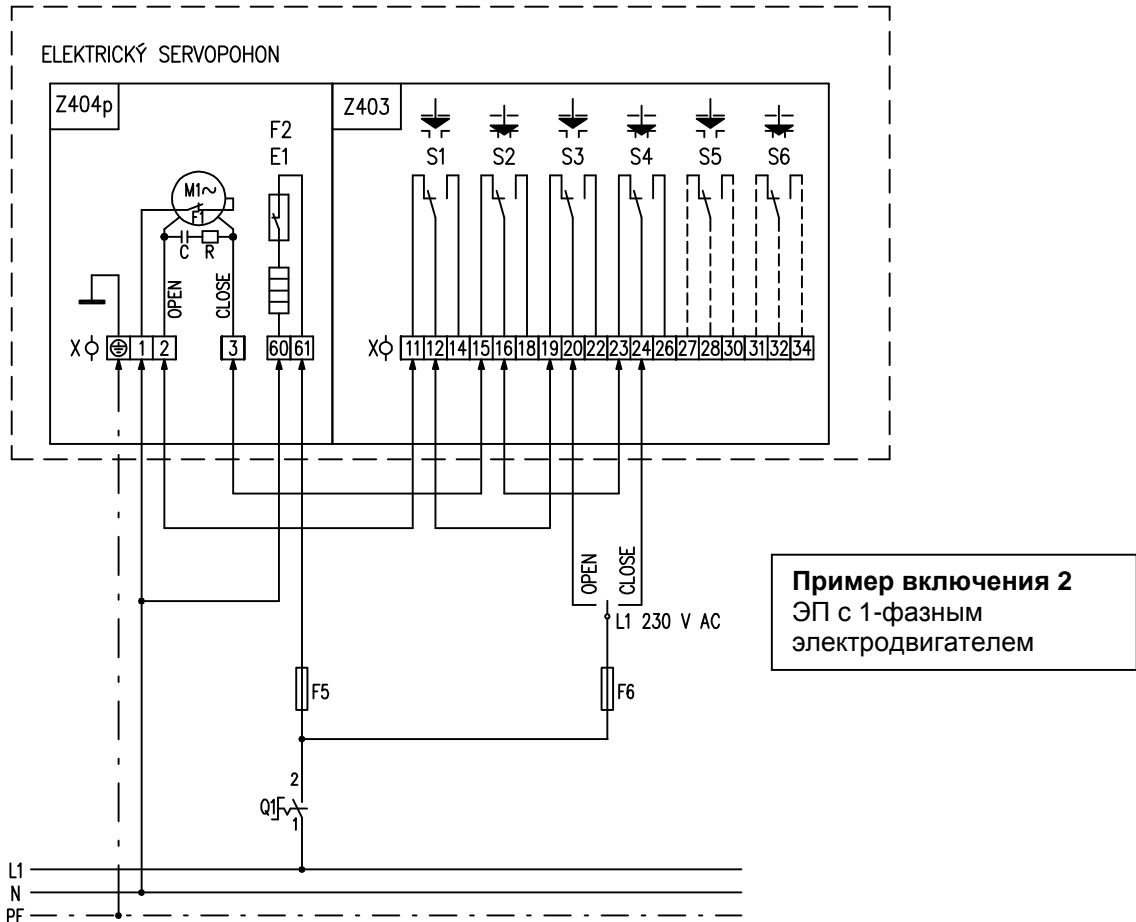 ELEKTRICKÝ SERVOPOHON
Z404p
Z403
F2
E1
S1 S2 S3 S4 S5 S6
M1~
F1
C R
OPEN
CLOSE
X 1 2 3 60 61
X 11 12 14 15 16 18 19 20 22 23 24 26 27 28 30 31 32 34
OPEN
CLOSE
L1 230 V AC
Пример включения 2
ЭП с 1-фазным
электродвигателем
F5
F6
2
Q1
1
L1
N
PE